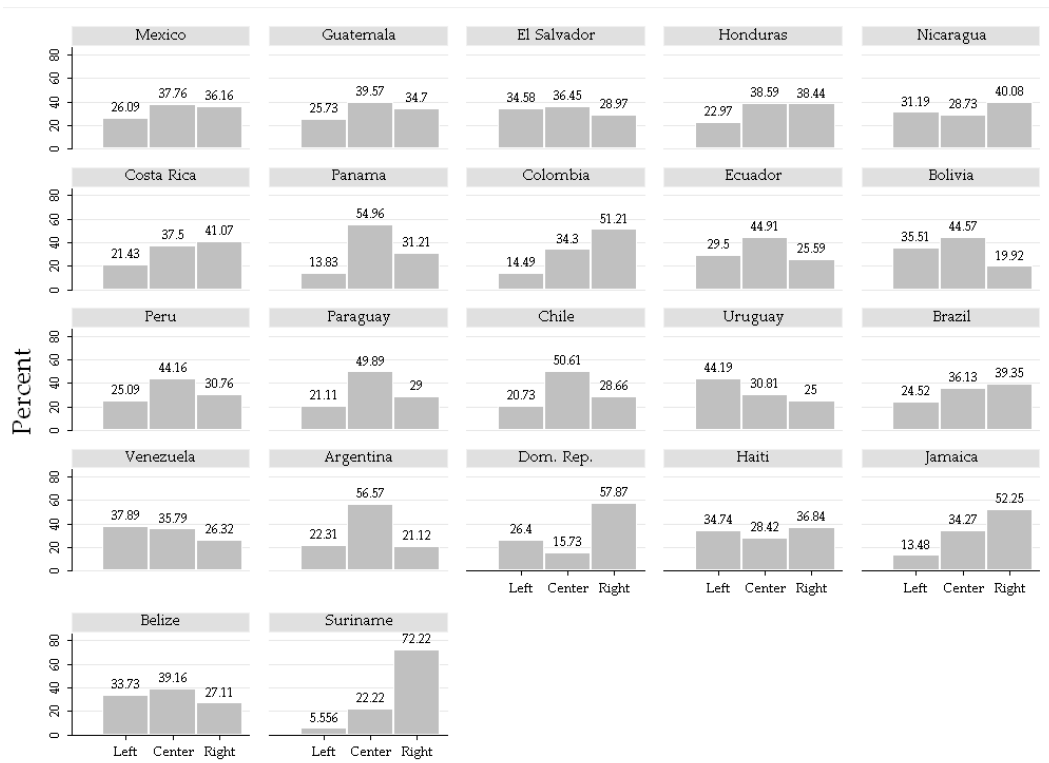 Percent
Mexico Guatemala El Salvador Honduras Nicaragua
80 60 40 20 0
26.09 37.76 36.16 25.73 39.57 34.7 34.58 36.45 28.97 22.97 38.59 38.44 31.19 28.73 40.08
Costa Rica Panama Colombia Ecuador Bolivia
80 60 40 20 0
21.43 37.5 41.07 13.83 54.96 31.21 14.49 34.3 51.21 29.5 44.91 25.59 35.51 44.57 19.92
Peru Paraguay Chile Uruguay Brazil
80 60 40 20 0
25.09 44.16 30.76 21.11 49.89 29 20.73 50.61 28.66 44.19 30.81 25 24.52 36.13 39.35
Venezuela Argentina Dom. Rep. Haiti Jamaica
80 60 40 20 0
37.89 35.79 26.32 22.31 56.57 21.12 26.4 15.73 57.87 34.74 28.42 36.84 13.48 34.27 52.25
Left Center Right Left Center Right Left Center Right
Belize Suriname
80 60 40 20 0
33.73 39.16 27.11 5.556 22.22 72.22
Left Center Right Left Center Right